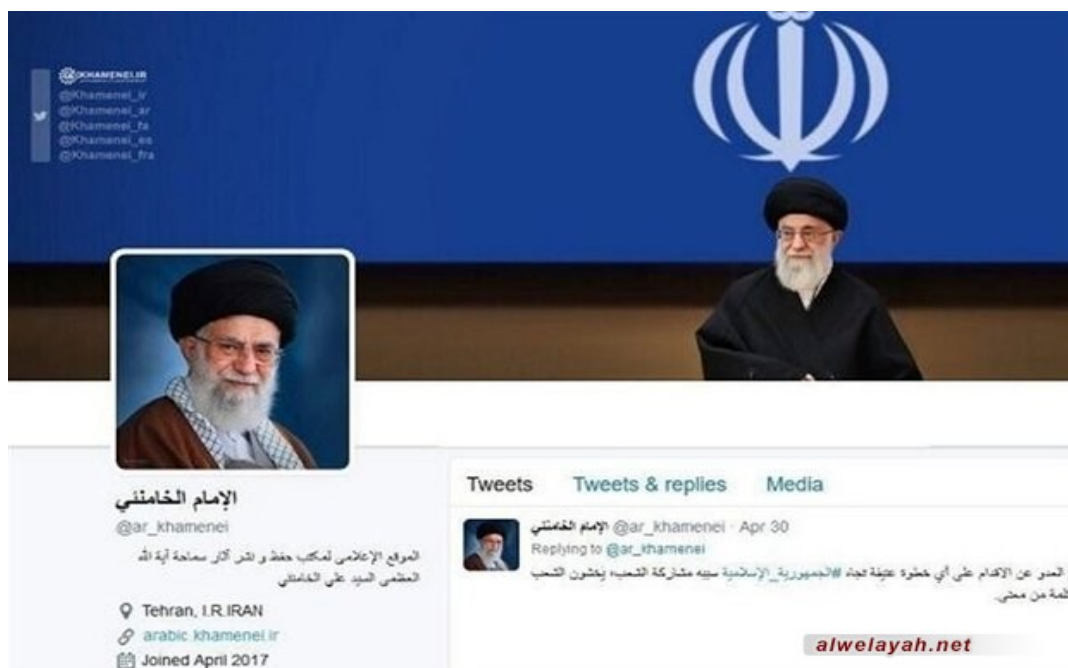 KHAMENEI.IR
@Khamenei_ir
@Khamenei_ar
@Khamenei_fa
@Khamenei_es
@Khamenei_fra
الإمام الخامنئي
@ar_khamenei
الموقع الإعلامي لمكتب حفظ و نشر آثار سماحة آية الله
العظمى السيد علي الخامنئي
Tehran, I.R.IRAN
arabic.khamenei.ir
Joined April 2017
Tweets Tweets & replies Media
الإمام الخامنئي @ar_khamenei · Apr 30
Replying to @ar_khamenei
العدو عن الاقدام على أي خطوة عنيفة تجاه #الجمهورية_الإسلامية سببه مشاركة الشعب؛ يخشون الشعب
من معنى.
alwelayah.net